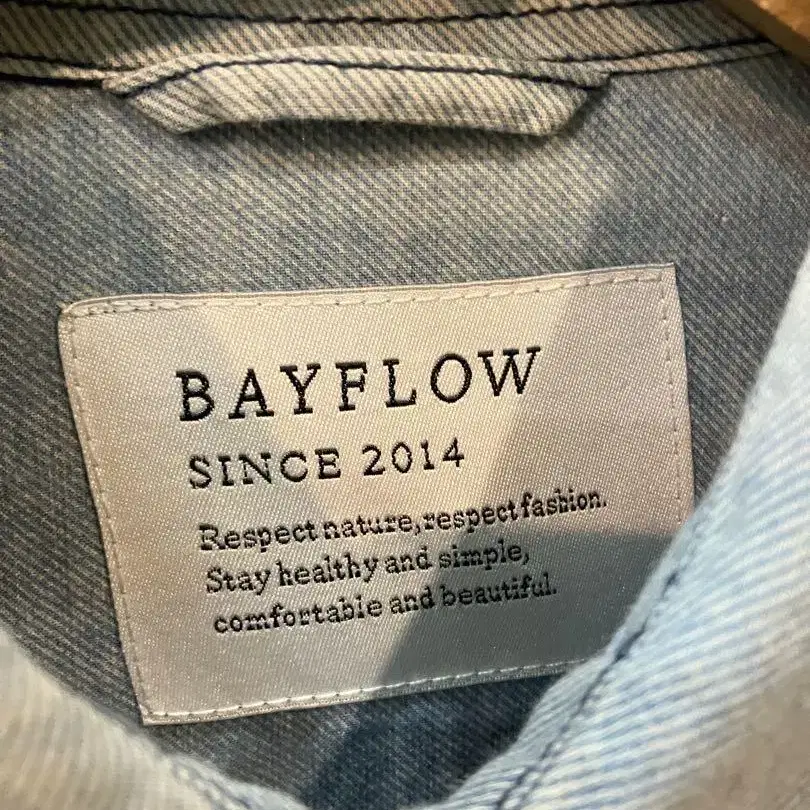 BAYFLOW
SINCE 2014
Respect nature, respect fashion.
Stay healthy and simple,
comfortable and beautiful.